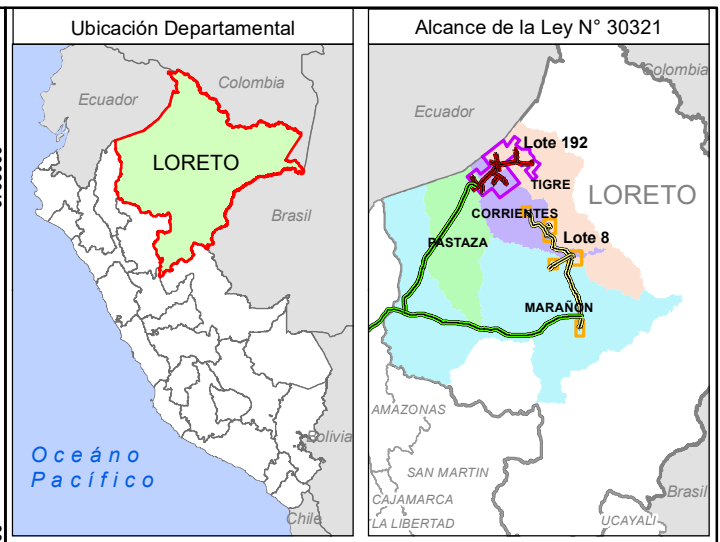 Ubicación Departamental
Colombia
Ecuador
LORETO
Brasil
Océano
Pacífico
Bolivia
Chile
Alcance de la Ley N° 30321
Colombia
Ecuador
Lote 192
TIGRE
LORETO
CORRIENTES
PASTAZA
Lote 8
MARAÑON
AMAZONAS
SAN MARTIN
CAJAMARCA
LA LIBERTAD
UCAYALI
Brasil